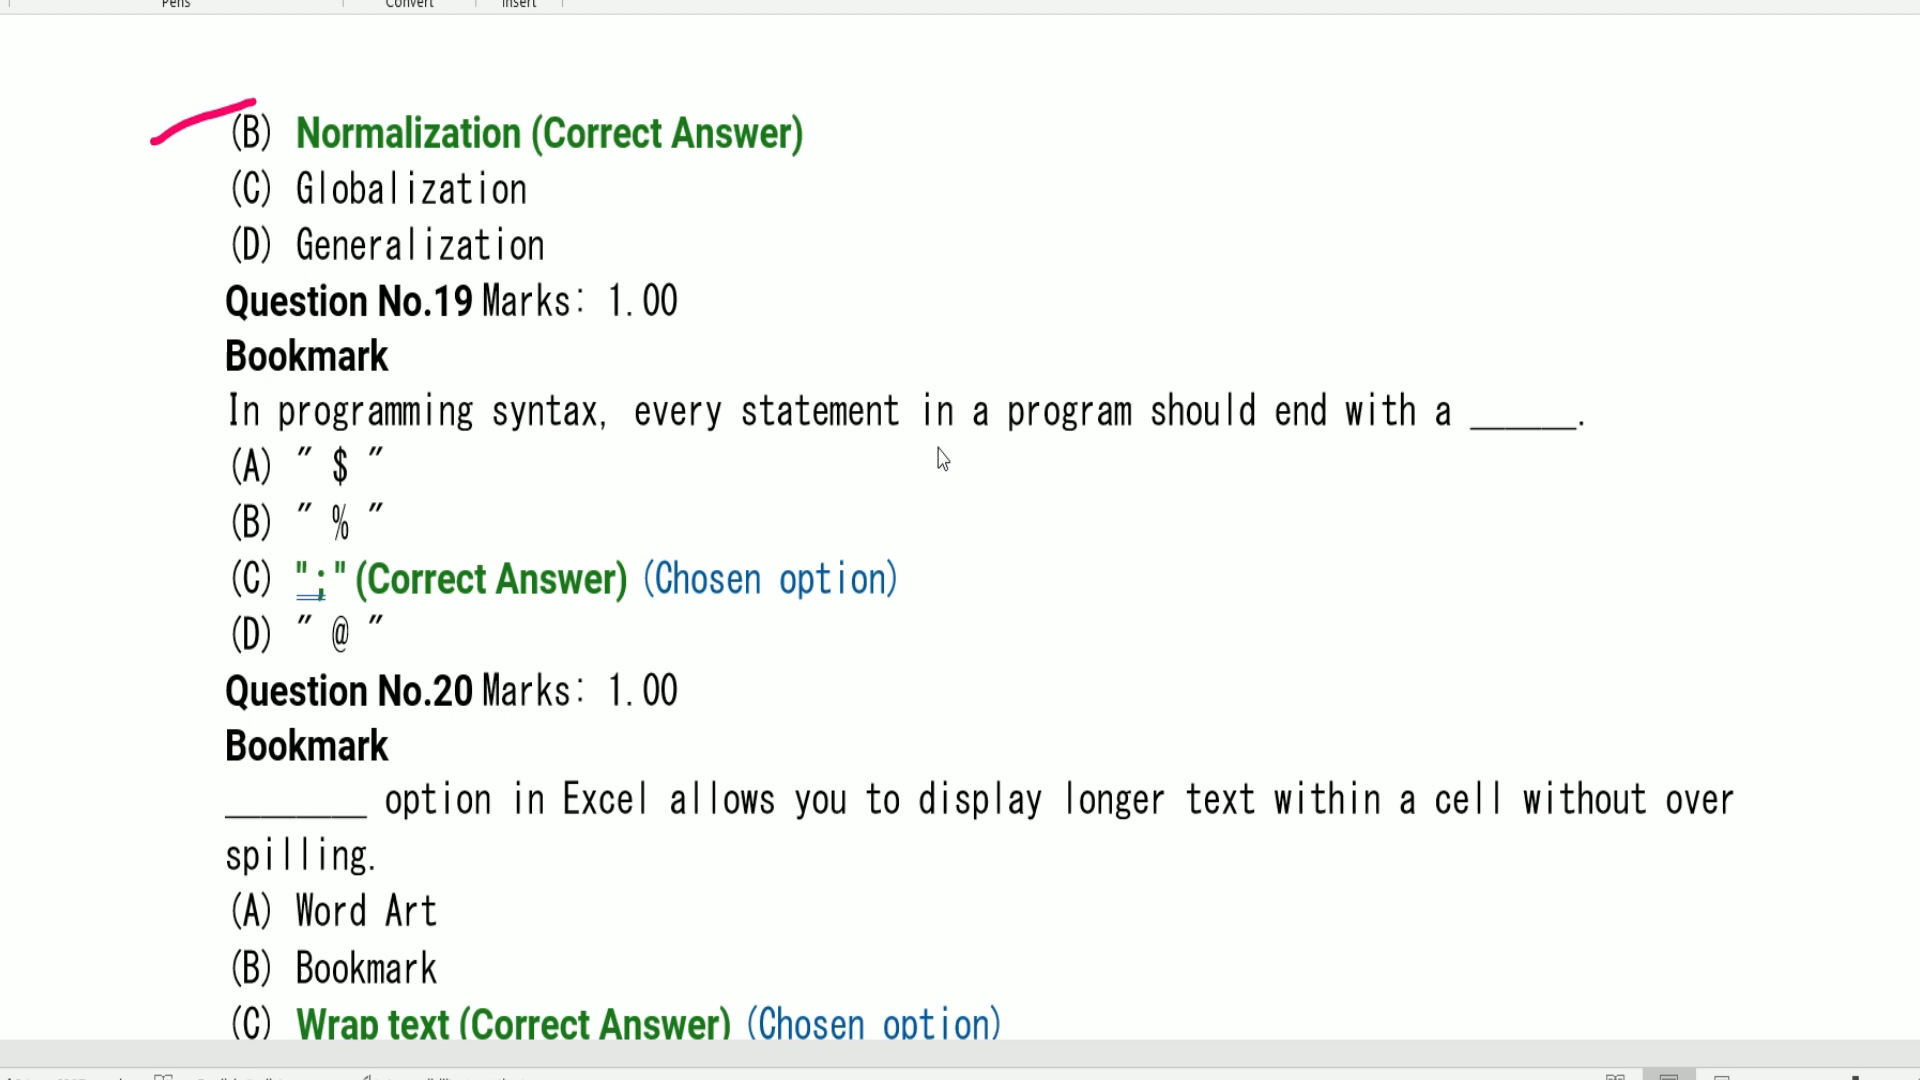 Pens Convert Insert
(B) Normalization (Correct Answer)
(C) Globalization
(D) Generalization
Question No.19 Marks: 1.00
Bookmark
In programming syntax, every statement in a program should end with a ______.
(A) " $ "
(B) " % "
(C) " ; " (Correct Answer) (Chosen option)
(D) " @ "
Question No.20 Marks: 1.00
Bookmark
________ option in Excel allows you to display longer text within a cell without over
spilling.
(A) Word Art
(B) Bookmark
(C) Wrap text (Correct Answer) (Chosen option)